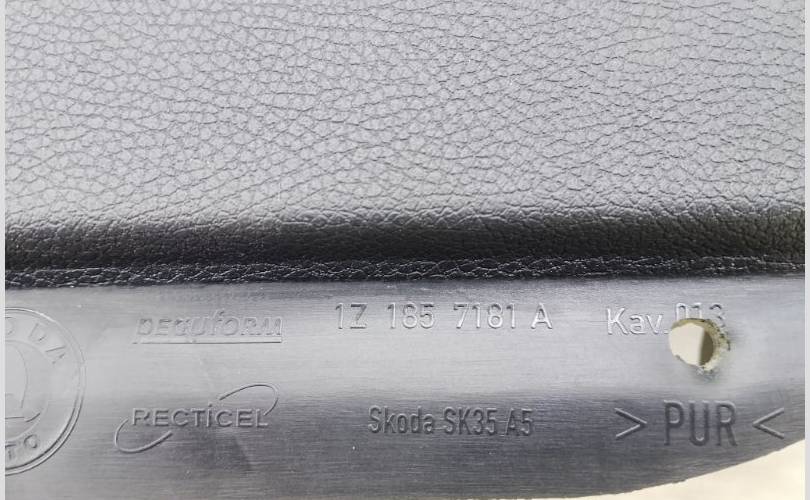 peguform 1Z 185 7181 A Kav. 013
RECTICEL Skoda SK35 A5 > PUR <